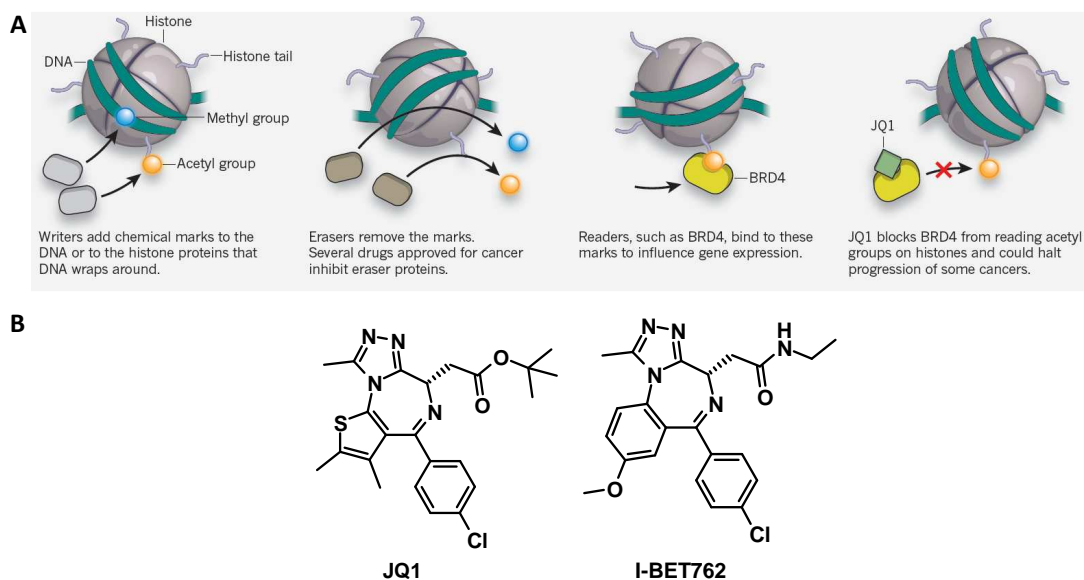 A
Histone
DNA
Histone tail
Methyl group
Acetyl group
BRD4
JQ1
Writers add chemical marks to the
DNA or to the histone proteins that
DNA wraps around.
Erasers remove the marks.
Several drugs approved for cancer
inhibit eraser proteins.
Readers, such as BRD4, bind to these
marks to influence gene expression.
JQ1 blocks BRD4 from reading acetyl
groups on histones and could halt
progression of some cancers.
B
N N
N
N
S
O
O
Cl
JQ1
N N
N
N
H
N
O
O
Cl
I-BET762